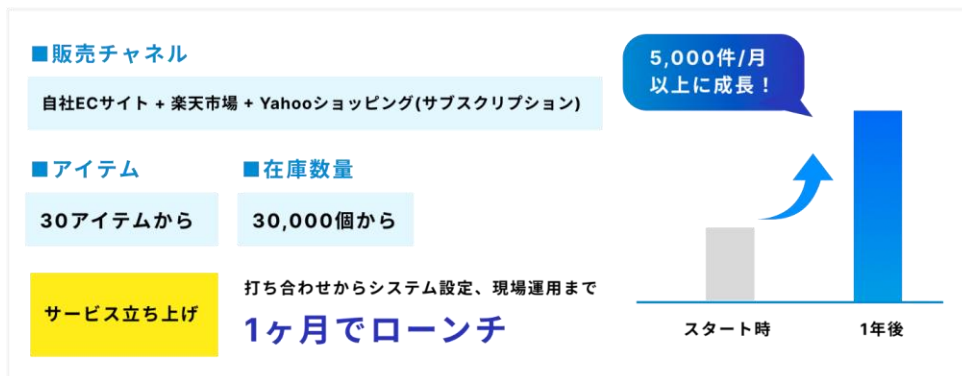 ■販売チャネル
自社ECサイト + 楽天市場 + Yahooショッピング(サブスクリプション)
■アイテム
30アイテムから
■在庫数量
30,000個から
サービス立ち上げ
打ち合わせからシステム設定、現場運用まで
1ヶ月でローンチ
5,000件/月
以上に成長！
スタート時
1年後